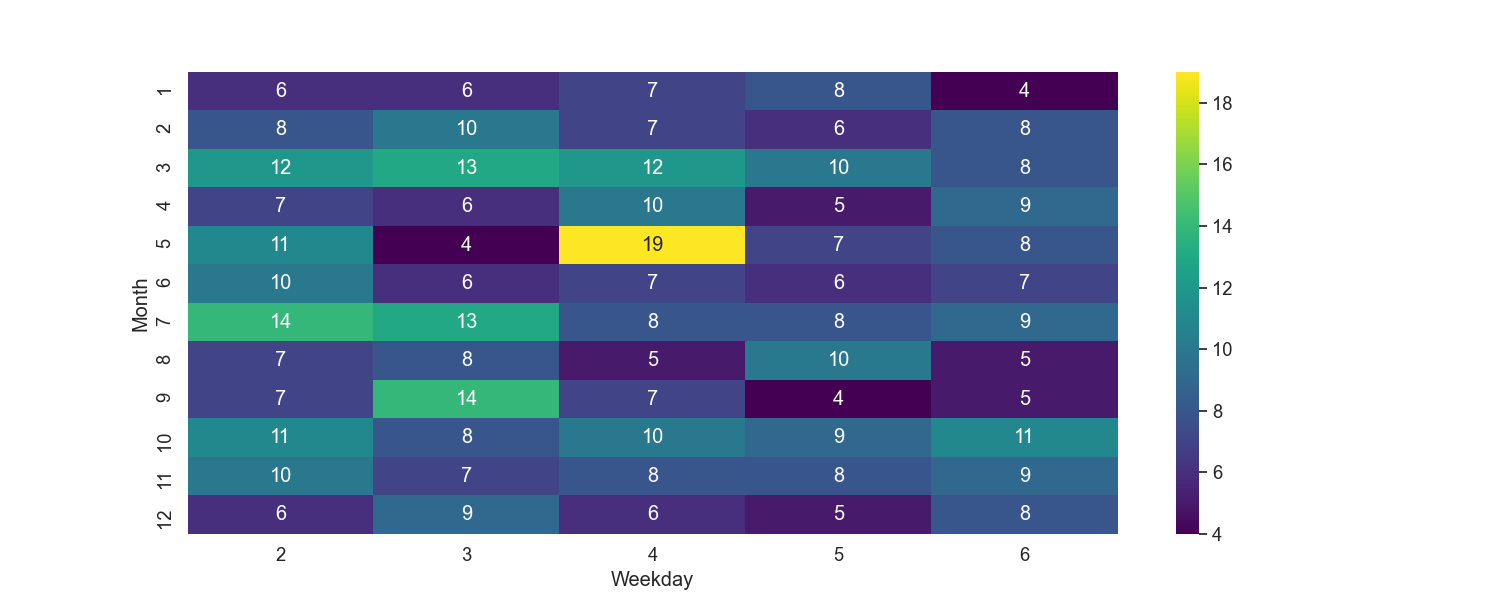 1 6 6 7 8 4
2 8 10 7 6 8
3 12 13 12 10 8
4 7 6 10 5 9
5 11 4 19 7 8
6 10 6 7 6 7
7 14 13 8 8 9
8 7 8 5 10 5
9 7 14 7 4 5
10 11 8 10 9 11
11 10 7 8 8 9
12 6 9 6 5 8
Month
2 3 4 5 6
Weekday
18
16
14
12
10
8
6
4